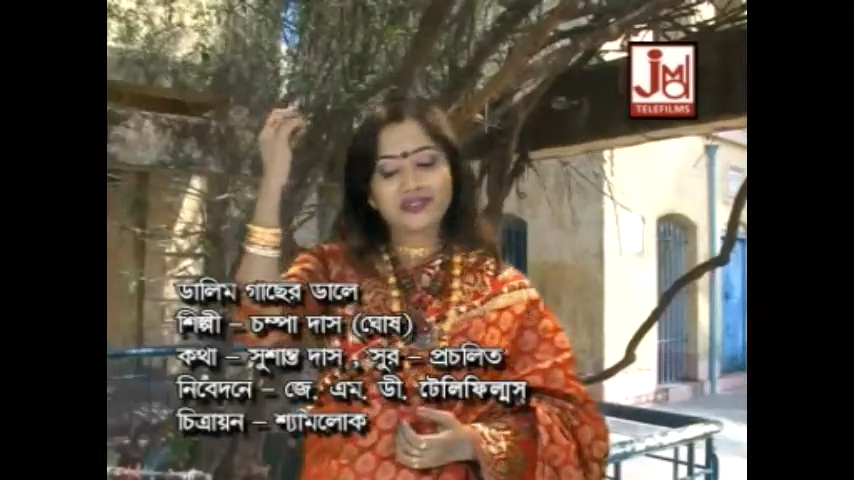 JMD
TELEFILMS
ডালিম গাছের ডালে
শিল্পী – চম্পা দাস (ঘোষ)
কথা – সুশান্ত দাস , সুর – প্রচলিত
নিবেদনে – জে. এম. ডী. টেলিফিল্মস্
চিত্রায়ন – শ্যামলোক